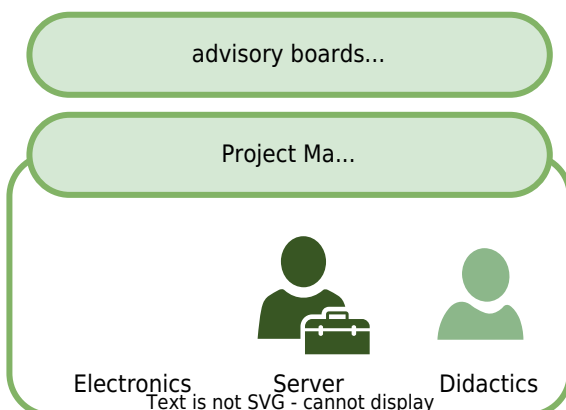 advisory boards...
Project Ma...
Electronics Server Didactics
Text is not SVG - cannot display